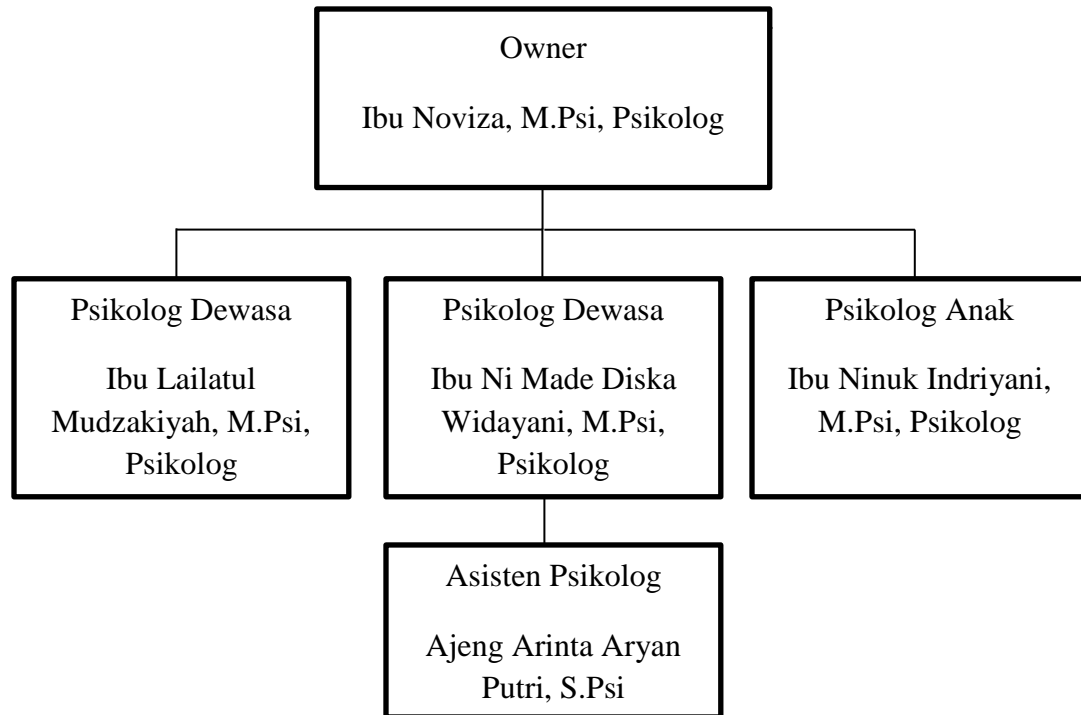 Owner
Ibu Noviza, M.Psi, Psikolog
Psikolog Dewasa
Ibu Lailatul
Mudzakiyah, M.Psi,
Psikolog
Psikolog Dewasa
Ibu Ni Made Diska
Widayani, M.Psi,
Psikolog
Psikolog Anak
Ibu Ninuk Indriyani,
M.Psi, Psikolog
Asisten Psikolog
Ajeng Arinta Aryan
Putri, S.Psi